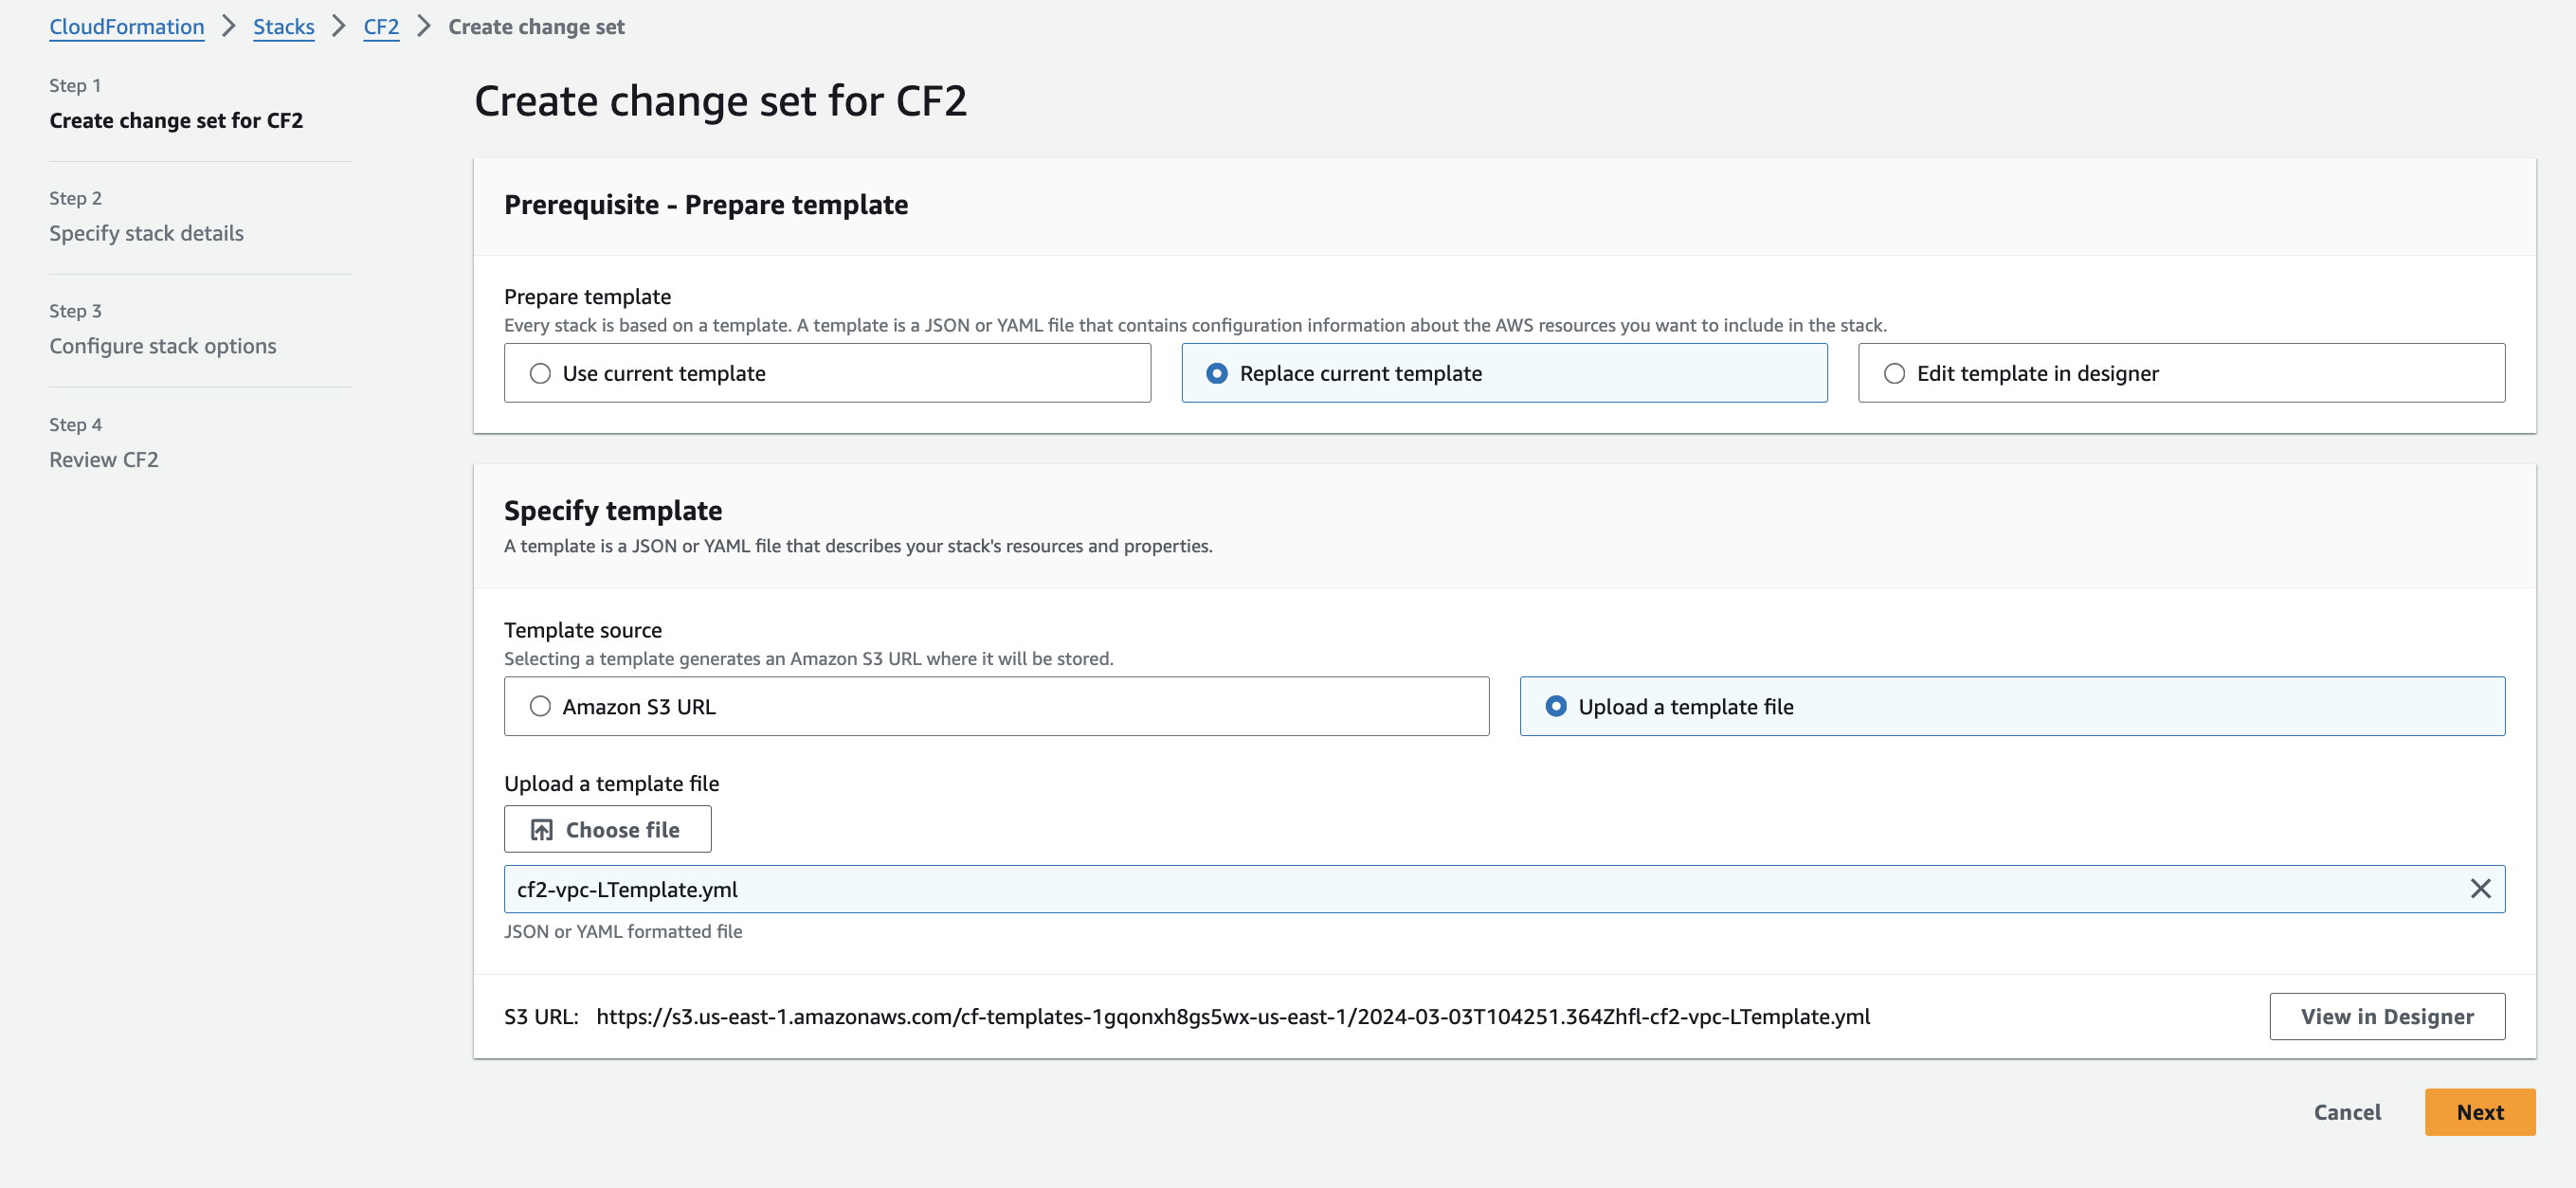 CloudFormation > Stacks > CF2 > Create change set
Step 1
Create change set for CF2
Step 2
Specify stack details
Step 3
Configure stack options
Step 4
Review CF2
Create change set for CF2
Prerequisite - Prepare template
Prepare template
Every stack is based on a template. A template is a JSON or YAML file that contains configuration information about the AWS resources you want to include in the stack.
Use current template
Replace current template
Edit template in designer
Specify template
A template is a JSON or YAML file that describes your stack's resources and properties.
Template source
Selecting a template generates an Amazon S3 URL where it will be stored.
Amazon S3 URL
Upload a template file
Upload a template file
Choose file
cf2-vpc-LTemplate.yml
JSON or YAML formatted file
S3 URL: https://s3.us-east-1.amazonaws.com/cf-templates-1gqonxh8gs5wx-us-east-1/2024-03-03T104251.364Zhfl-cf2-vpc-LTemplate.yml
View in Designer
Cancel
Next